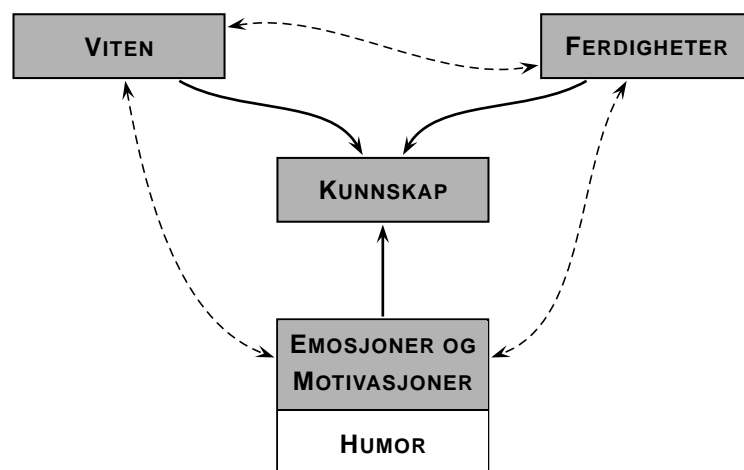 VITEN
FERDIGHETER
KUNNSKAP
EMOSJONER OG
MOTIVASJONER
HUMOR